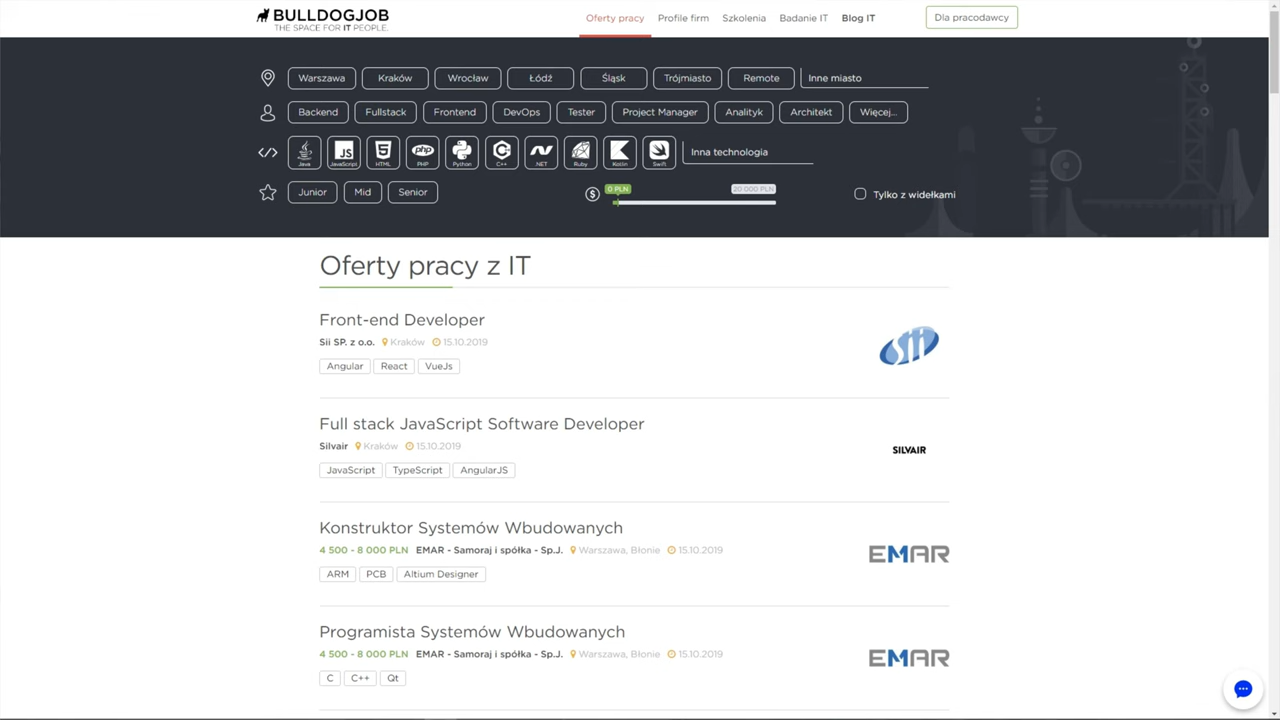 BULLDOGJOB
THE SPACE FOR IT PEOPLE.
Oferty pracy Profile firm Szkolenia Badanie IT Blog IT Dla pracodawcy
Warszawa Kraków Wrocław Łódź Śląsk Trójmiasto Remote Inne miasto
Backend Fullstack Frontend DevOps Tester Project Manager Analityk Architekt Więcej...
Java JavaScript HTML PHP Python C++ .NET Ruby Kotlin Swift Inna technologia
Junior Mid Senior 0 PLN 20 000 PLN Tylko z widełkami
Oferty pracy z IT
Front-end Developer
Sii SP. z o.o. Kraków 15.10.2019
Angular React VueJs
sii
Full stack JavaScript Software Developer
Silvair Kraków 15.10.2019
SILVAIR
JavaScript TypeScript AngularJS
Konstruktor Systemów Wbudowanych
4 500 - 8 000 PLN EMAR - Samoraj i spółka - Sp.J. Warszawa, Błonie 15.10.2019
EMAR
ARM PCB Altium Designer
Programista Systemów Wbudowanych
4 500 - 8 000 PLN EMAR - Samoraj i spółka - Sp.J. Warszawa, Błonie 15.10.2019
EMAR
C C++ Qt